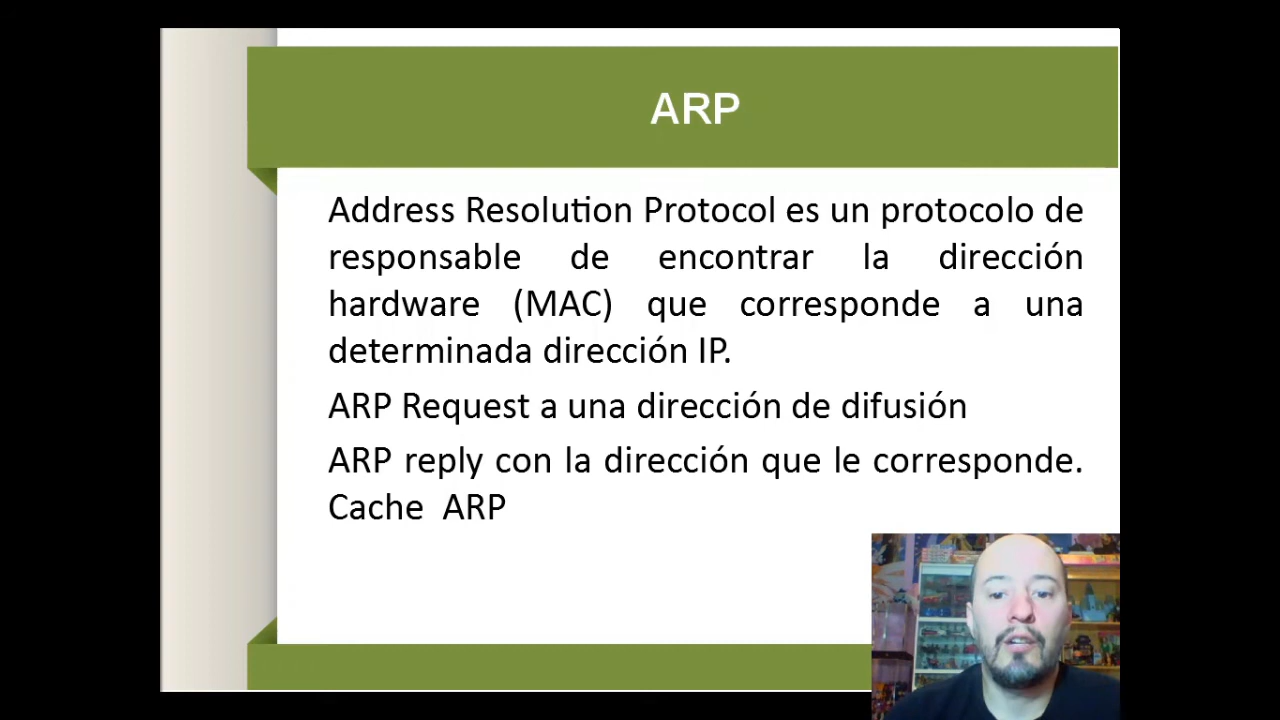 ARP
Address Resolution Protocol es un protocolo de
responsable de encontrar la dirección
hardware (MAC) que corresponde a una
determinada dirección IP.
ARP Request a una dirección de difusión
ARP reply con la dirección que le corresponde.
Cache ARP